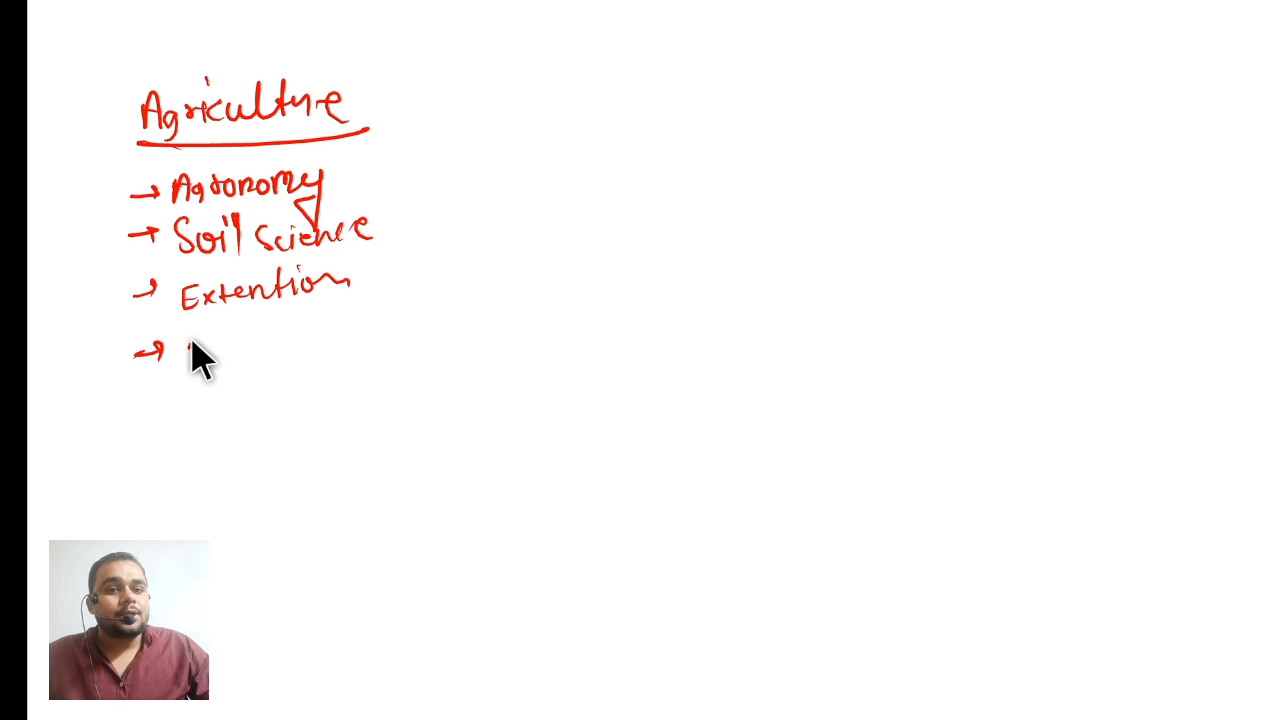 Agriculture
→ Agronomy
→ Soil Science
→ Extention
→